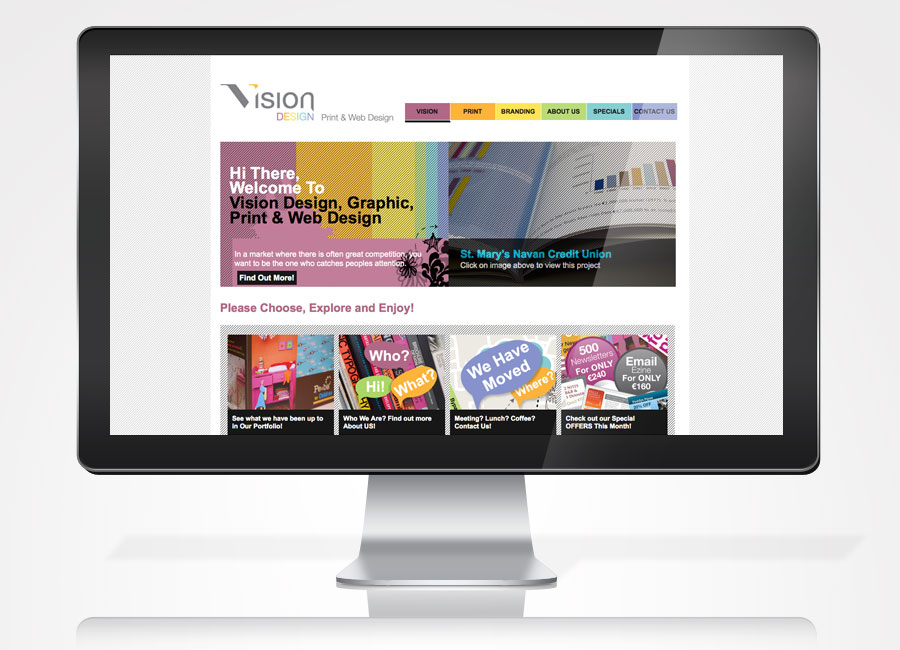 Vision
DESIGN
Print & Web Design
VISION
PRINT
BRANDING
ABOUT US
SPECIALS
CONTACT US
Hi There,
Welcome To
Vision Design, Graphic,
Print & Web Design
In a market where there is often great competition, you
want to be the one who catches peoples attention.
Find Out More!
St. Mary's Navan Credit Union
Click on image above to view this project
Please Choose, Explore and Enjoy!
See what we have been up to
in Our Portfolio!
Who?
Hi!
What?
Who We Are? Find out more
About US!
We Have
Moved
Where?
Meeting? Lunch? Coffee?
Contact Us!
500
Newsletters
For ONLY
€240
Email
Ezine
For ONLY
€160
Check out our Special
OFFERS This Month!